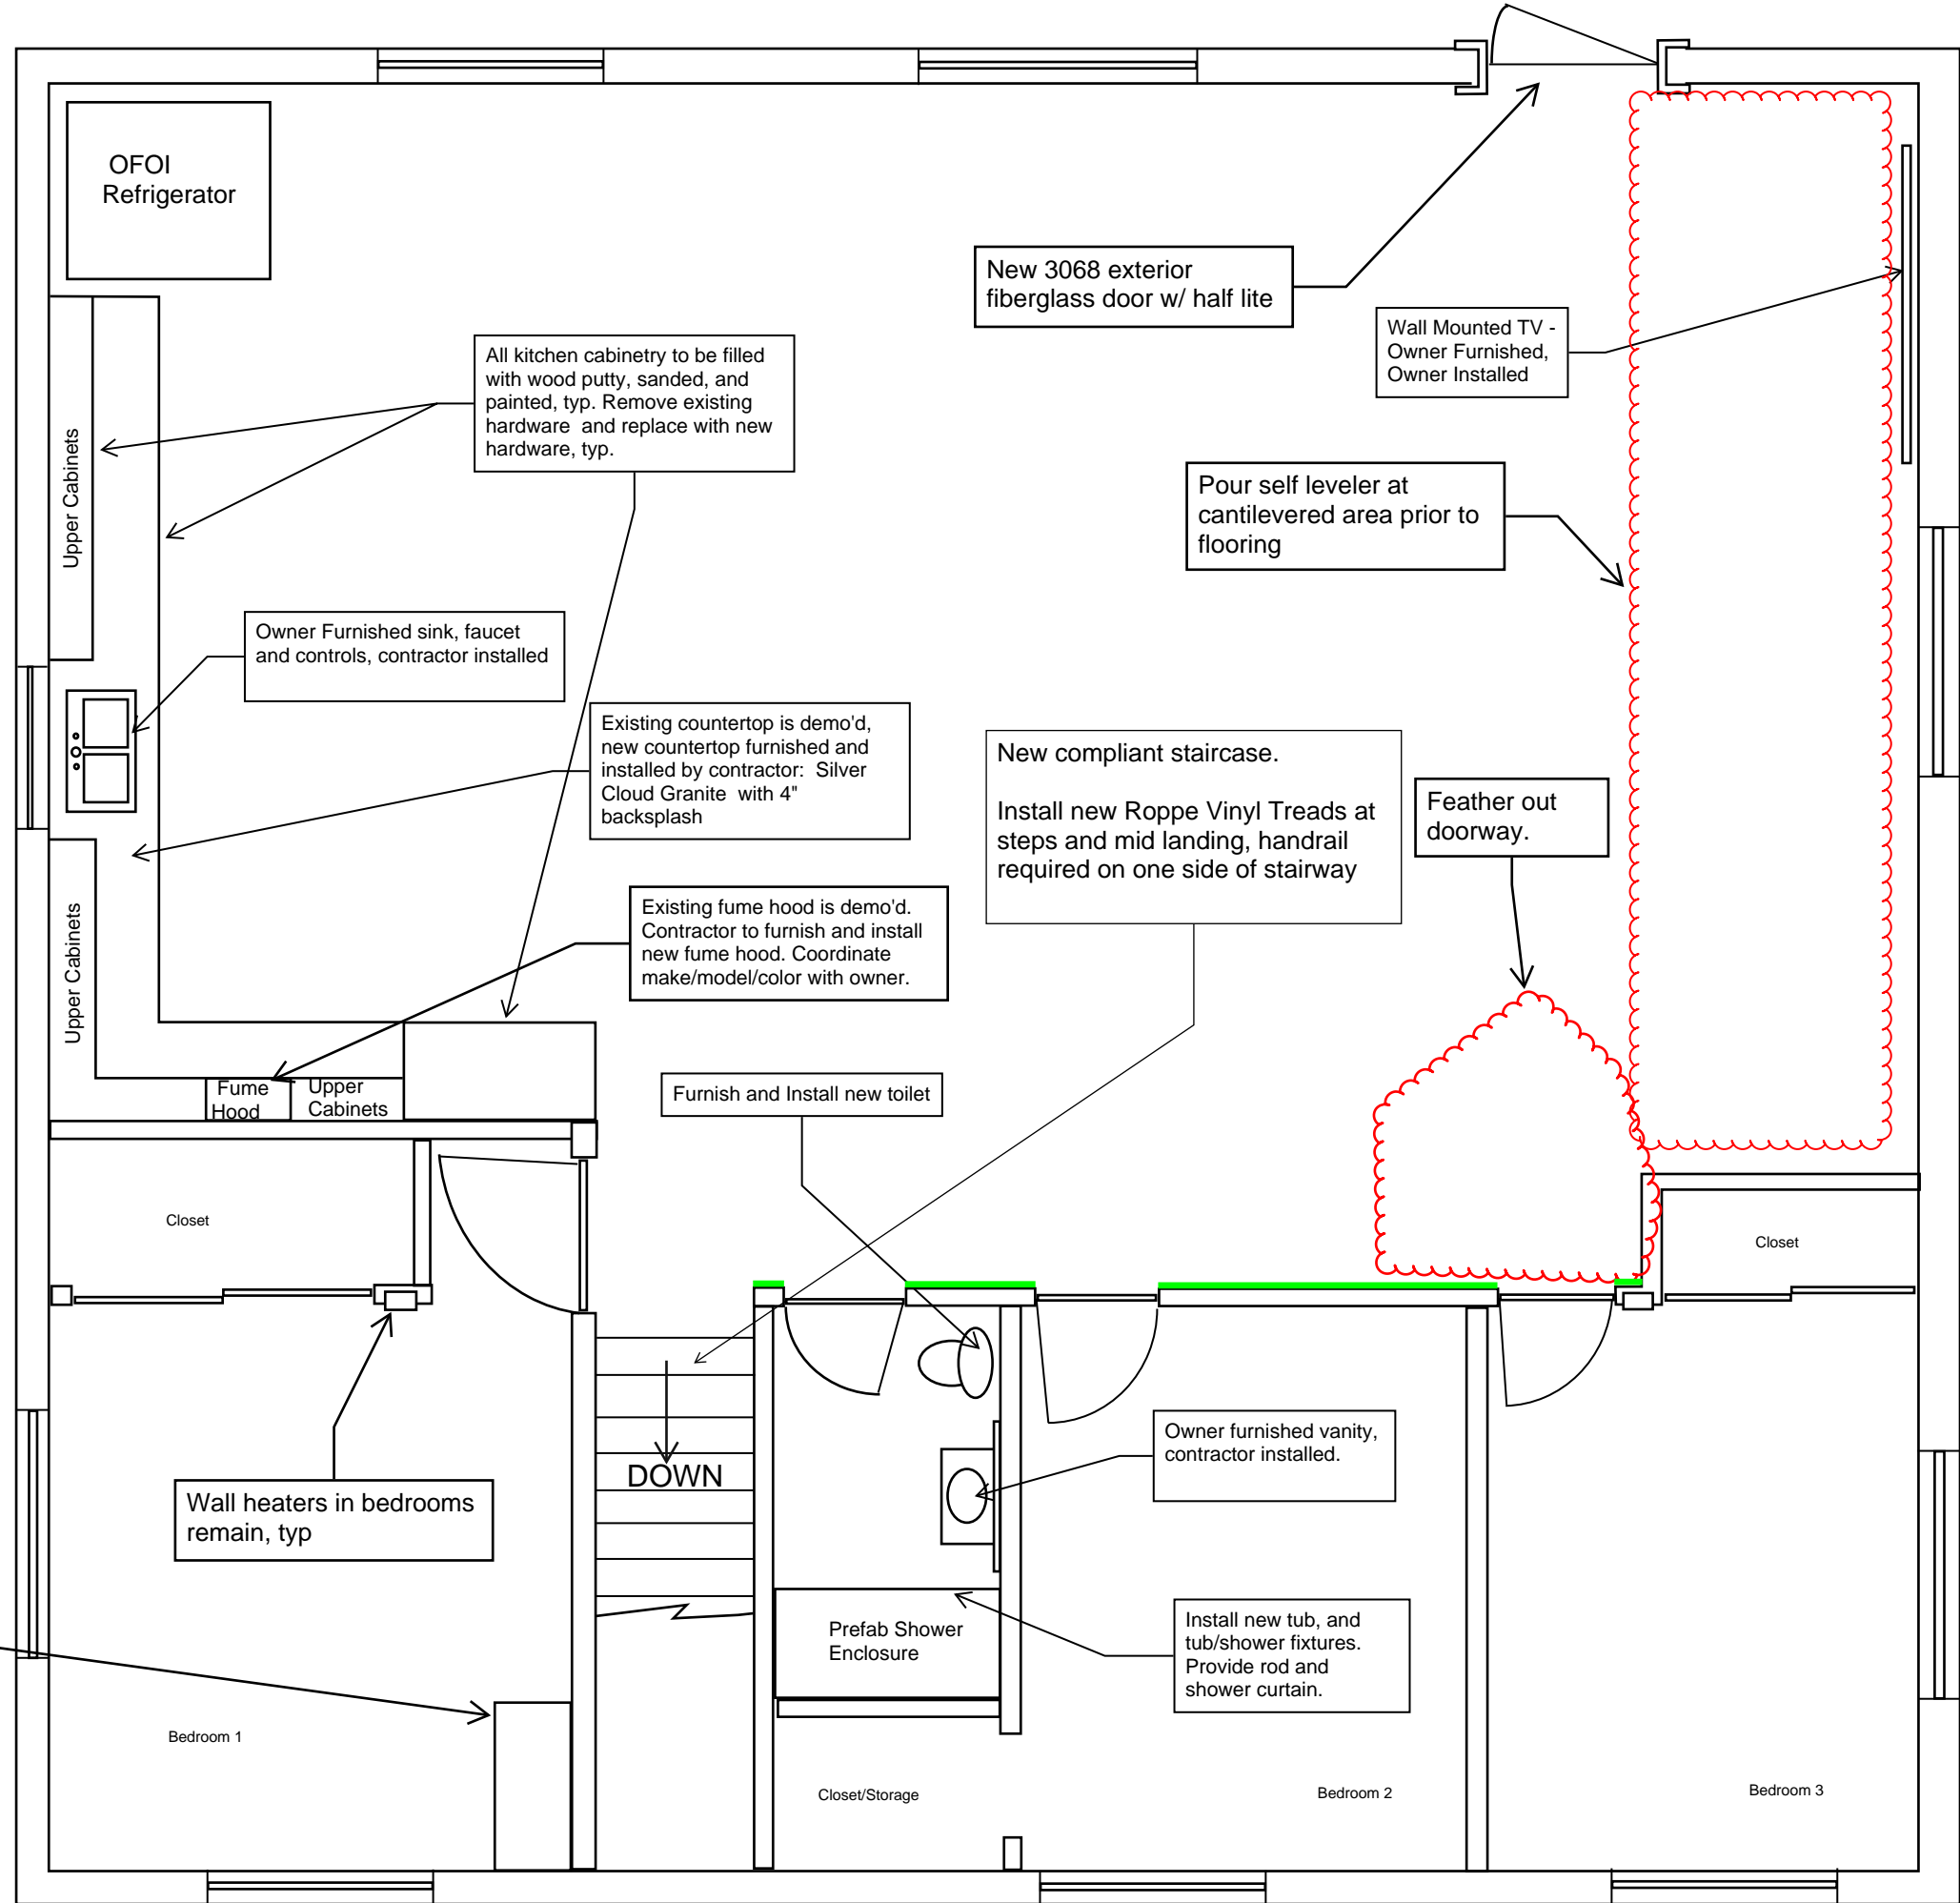 OFOI
Refrigerator
New 3068 exterior
fiberglass door w/ half lite
Wall Mounted TV -
Owner Furnished,
Owner Installed
All kitchen cabinetry to be filled
with wood putty, sanded, and
painted, typ. Remove existing
hardware  and replace with new
hardware, typ.
Upper Cabinets
Pour self leveler at
cantilevered area prior to
flooring
Owner Furnished sink, faucet
and controls, contractor installed
Existing countertop is demo'd,
new countertop furnished and
installed by contractor:  Silver
Cloud Granite  with 4"
backsplash
New compliant staircase.
Install new Roppe Vinyl Treads at
steps and mid landing, handrail
required on one side of stairway
Feather out
doorway.
Upper Cabinets
Existing fume hood is demo'd.
Contractor to furnish and install
new fume hood. Coordinate
make/model/color with owner.
Fume
Hood
Upper
Cabinets
Furnish and Install new toilet
Closet
Closet
Owner furnished vanity,
contractor installed.
DOWN
Wall heaters in bedrooms
remain, typ
Prefab Shower
Enclosure
Install new tub, and
tub/shower fixtures.
Provide rod and
shower curtain.
Bedroom 1
Closet/Storage
Bedroom 2
Bedroom 3